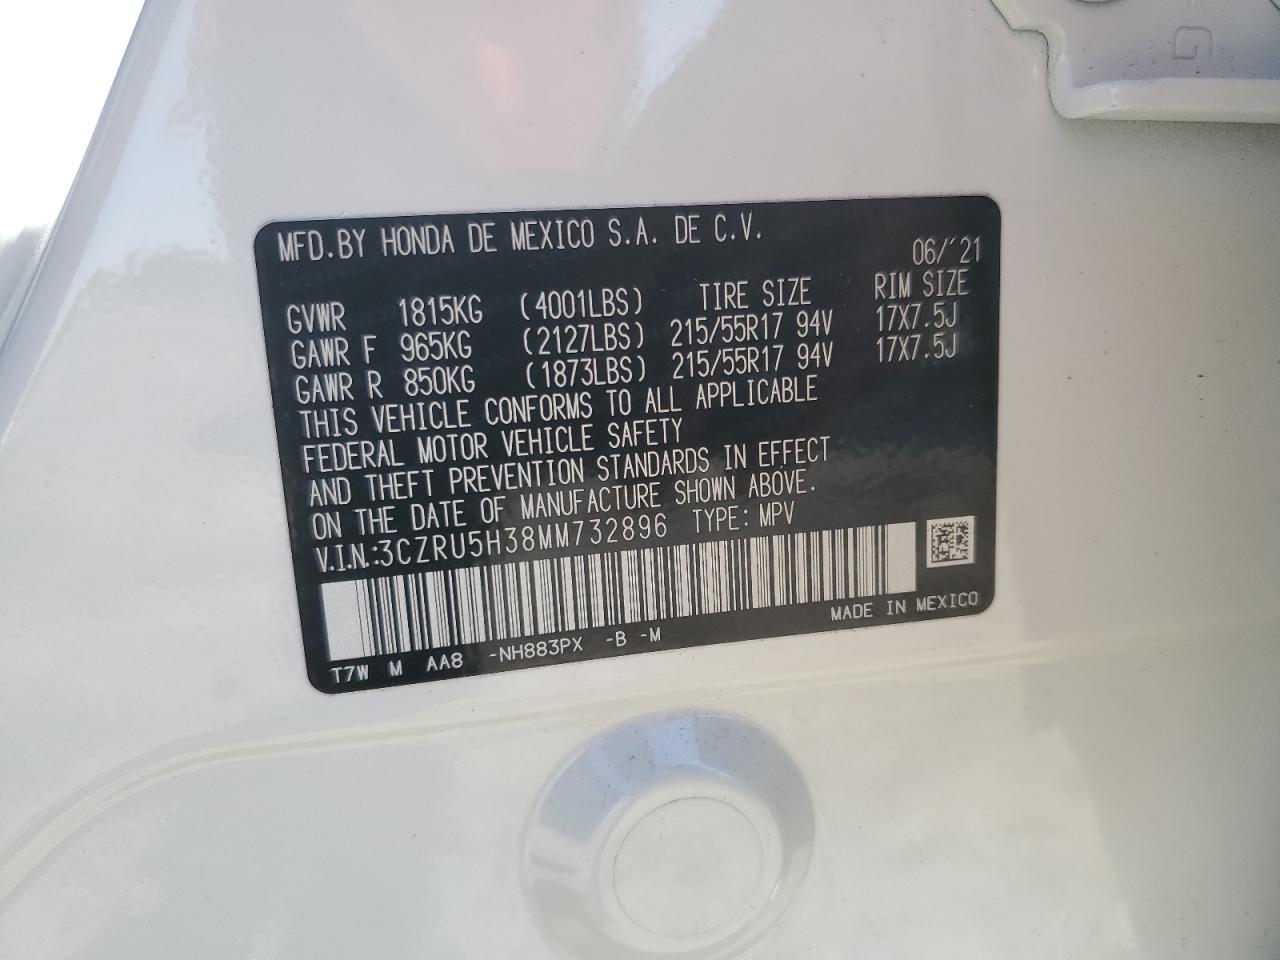 MFD.BY HONDA DE MEXICO S.A. DE C.V.
06/'21
GVWR 1815KG (4001LBS) TIRE SIZE RIM SIZE
GAWR F 965KG (2127LBS) 215/55R17 94V 17X7.5J
GAWR R 850KG (1873LBS) 215/55R17 94V 17X7.5J
THIS VEHICLE CONFORMS TO ALL APPLICABLE
FEDERAL MOTOR VEHICLE SAFETY
AND THEFT PREVENTION STANDARDS IN EFFECT
ON THE DATE OF MANUFACTURE SHOWN ABOVE.
V.I.N.:3CZRU5H38MM732896 TYPE: MPV
MADE IN MEXICO
T7W M AA8 -NH883PX -B -M
G